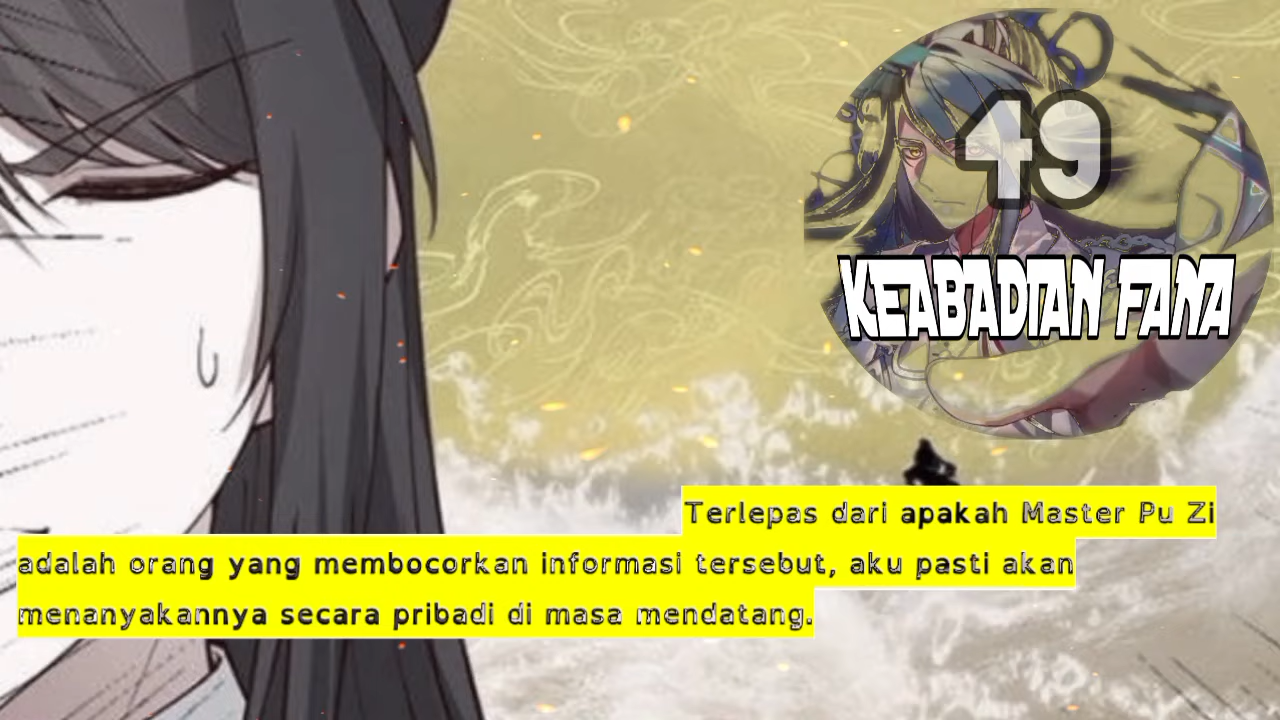 49
KEABADIAN FANA
Terlepas dari apakah Master Pu Zi
adalah orang yang membocorkan informasi tersebut, aku pasti akan
menanyakannya secara pribadi di masa mendatang.